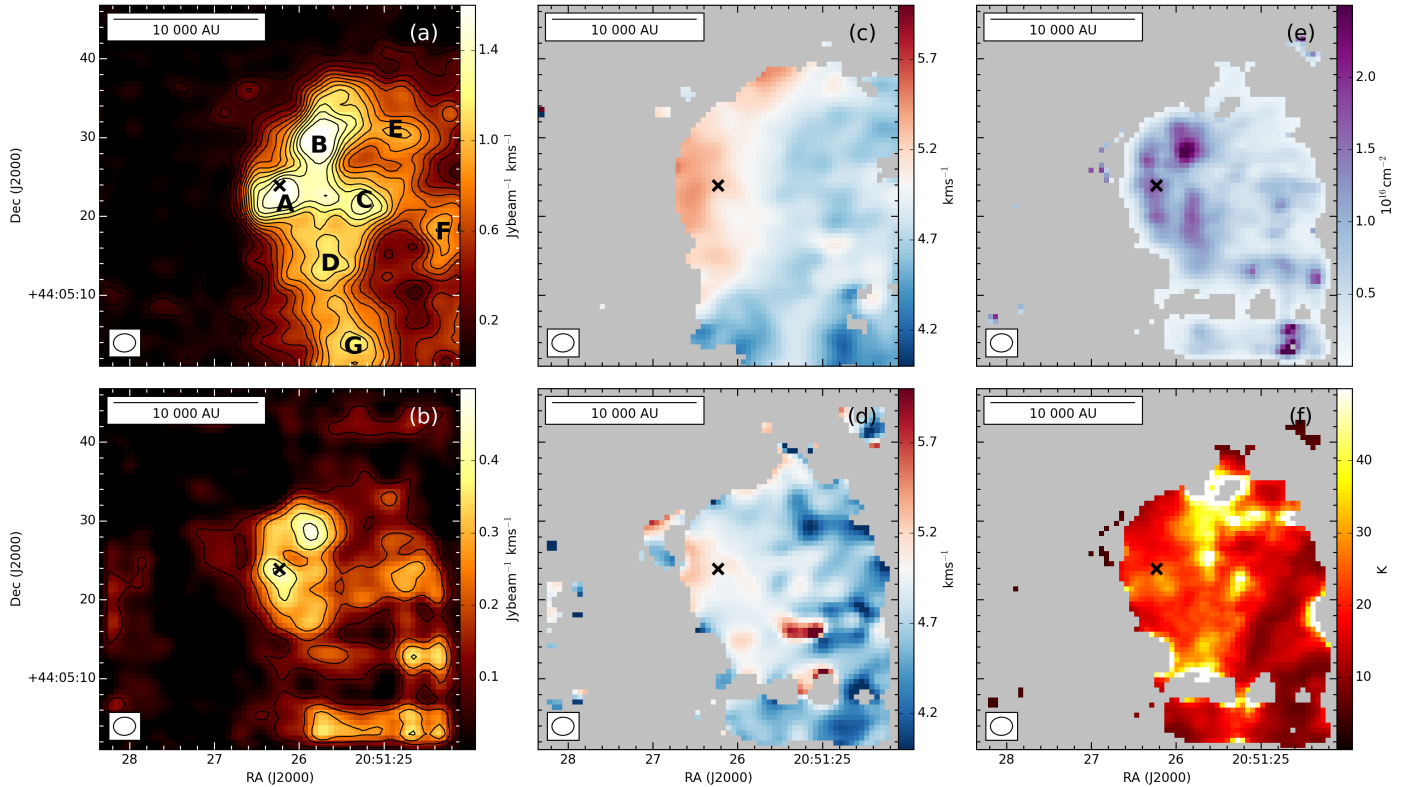 10 000 AU
(a)
B
E
A
C
F
D
G
40
30
20
+44:05:10
Dec (J2000)
1.4
1.0
0.6
0.2
Jybeam⁻¹ kms⁻¹
10 000 AU
(c)
5.7
5.2
4.7
4.2
kms⁻¹
10 000 AU
(e)
2.0
1.5
1.0
0.5
10¹⁶cm⁻²
10 000 AU
(b)
40
30
20
+44:05:10
Dec (J2000)
28
27
26
20:51:25
RA (J2000)
0.4
0.3
0.2
0.1
Jybeam⁻¹ kms⁻¹
10 000 AU
(d)
28
27
26
20:51:25
RA (J2000)
5.7
5.2
4.7
4.2
kms⁻¹
10 000 AU
(f)
28
27
26
20:51:25
RA (J2000)
40
30
20
10
K